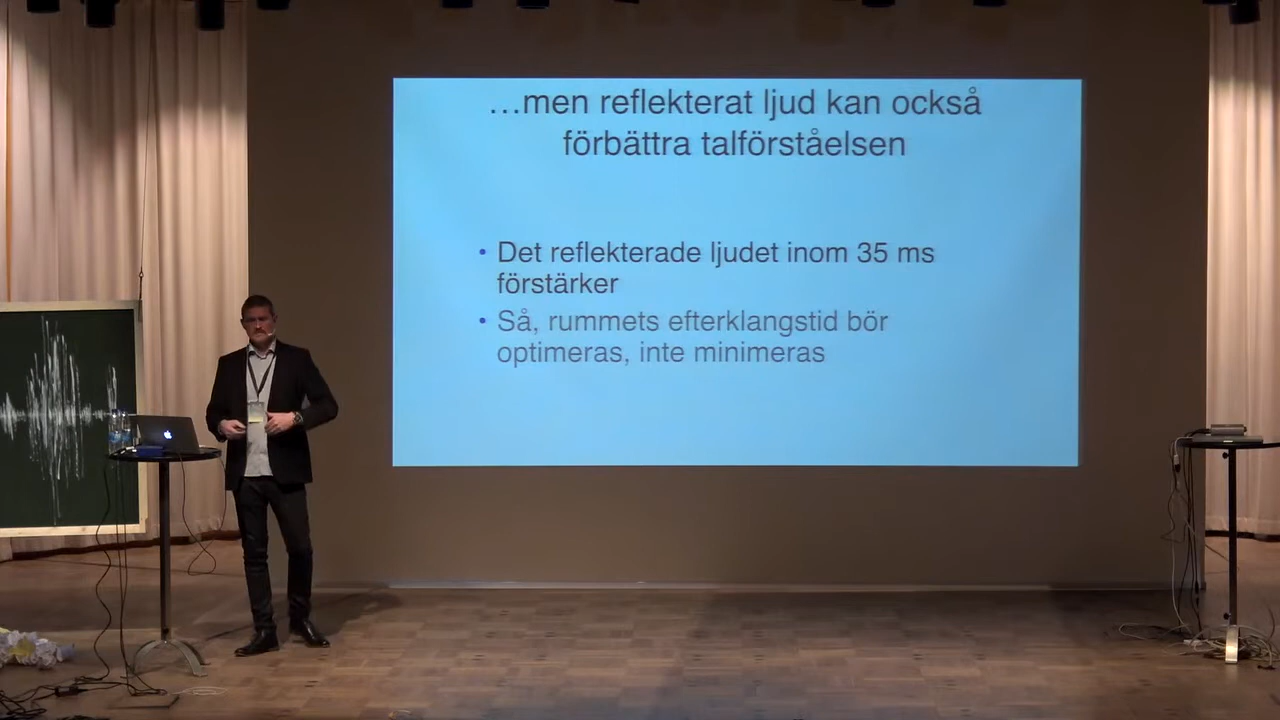 ...men reflekterat ljud kan också
förbättra talförståelsen
• Det reflekterade ljudet inom 35 ms
förstärker
• Så, rummets efterklangstid bör
optimeras, inte minimeras